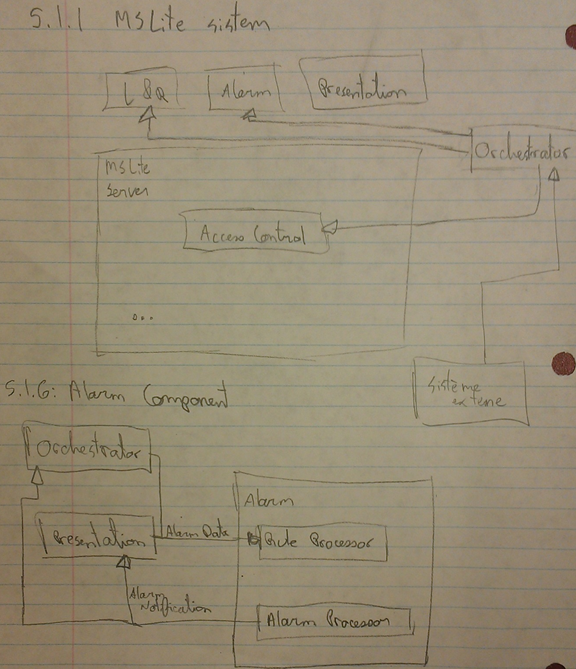 5.1.1 MSLite sistem
L&R
Alarm
Presentation
Orchestrator
MSLite
Server
Access Control
...
Sistème
externe
5.1.6: Alarm Component
Orchestrator
Alarm
Presentation
Alarm Data
Rule Processor
Alarm
Notification
Alarm Processor